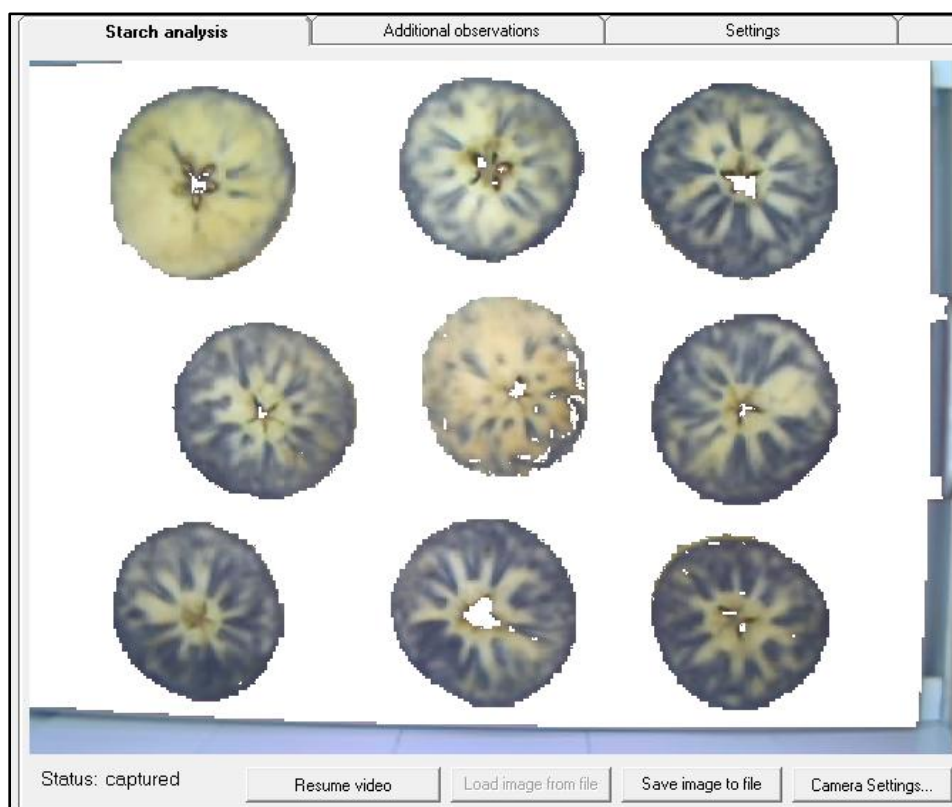 Starch analysis
Additional observations
Settings
Status: captured
Resume video
Load image from file
Save image to file
Camera Settings...